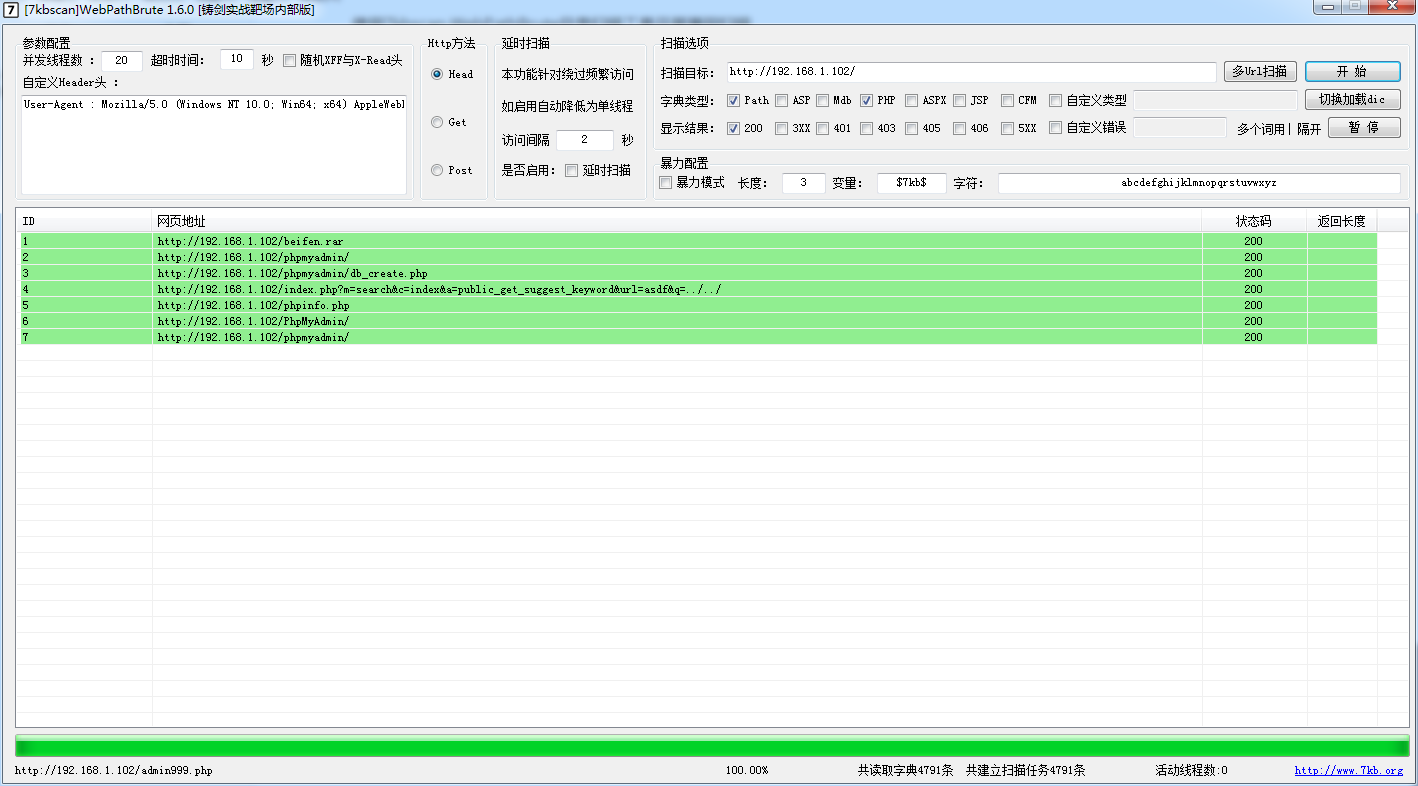 [7kbscan]WebPathBrute 1.6.0 [铸剑实战靶场内部版]
参数配置
并发线程数 : 20 超时时间: 10 秒 随机XFF与X-Read头
自定义Header头 :
User-Agent : Mozilla/5.0 (Windows NT 10.0; Win64; x64) AppleWebK
Http方法
Head
Get
Post
延时扫描
本功能针对绕过频繁访问
如启用自动降低为单线程
访问间隔 2 秒
是否启用: 延时扫描
扫描选项
扫描目标: http://192.168.1.102/ 多Url扫描 开 始
字典类型: Path ASP Mdb PHP ASPX JSP CFM 自定义类型 切换加载dic
显示结果: 200 3XX 401 403 405 406 5XX 自定义错误 多个词用| 隔开 暂 停
暴力配置
暴力模式 长度: 3 变量: $7kb$ 字符: abcdefghijklmnopqrstuvwxyz
ID 网页地址 状态码 返回长度
1 http://192.168.1.102/beifen.rar 200
2 http://192.168.1.102/phpmyadmin/ 200
3 http://192.168.1.102/phpmyadmin/db_create.php 200
4 http://192.168.1.102/index.php?m=search&c=index&a=public_get_suggest_keyword&url=asdf&q=../../ 200
5 http://192.168.1.102/phpinfo.php 200
6 http://192.168.1.102/PhpMyAdmin/ 200
7 http://192.168.1.102/phpmyadmin/ 200
http://192.168.1.102/admin999.php 100.00% 共读取字典4791条 共建立扫描任务4791条 活动线程数:0 http://www.7kb.org